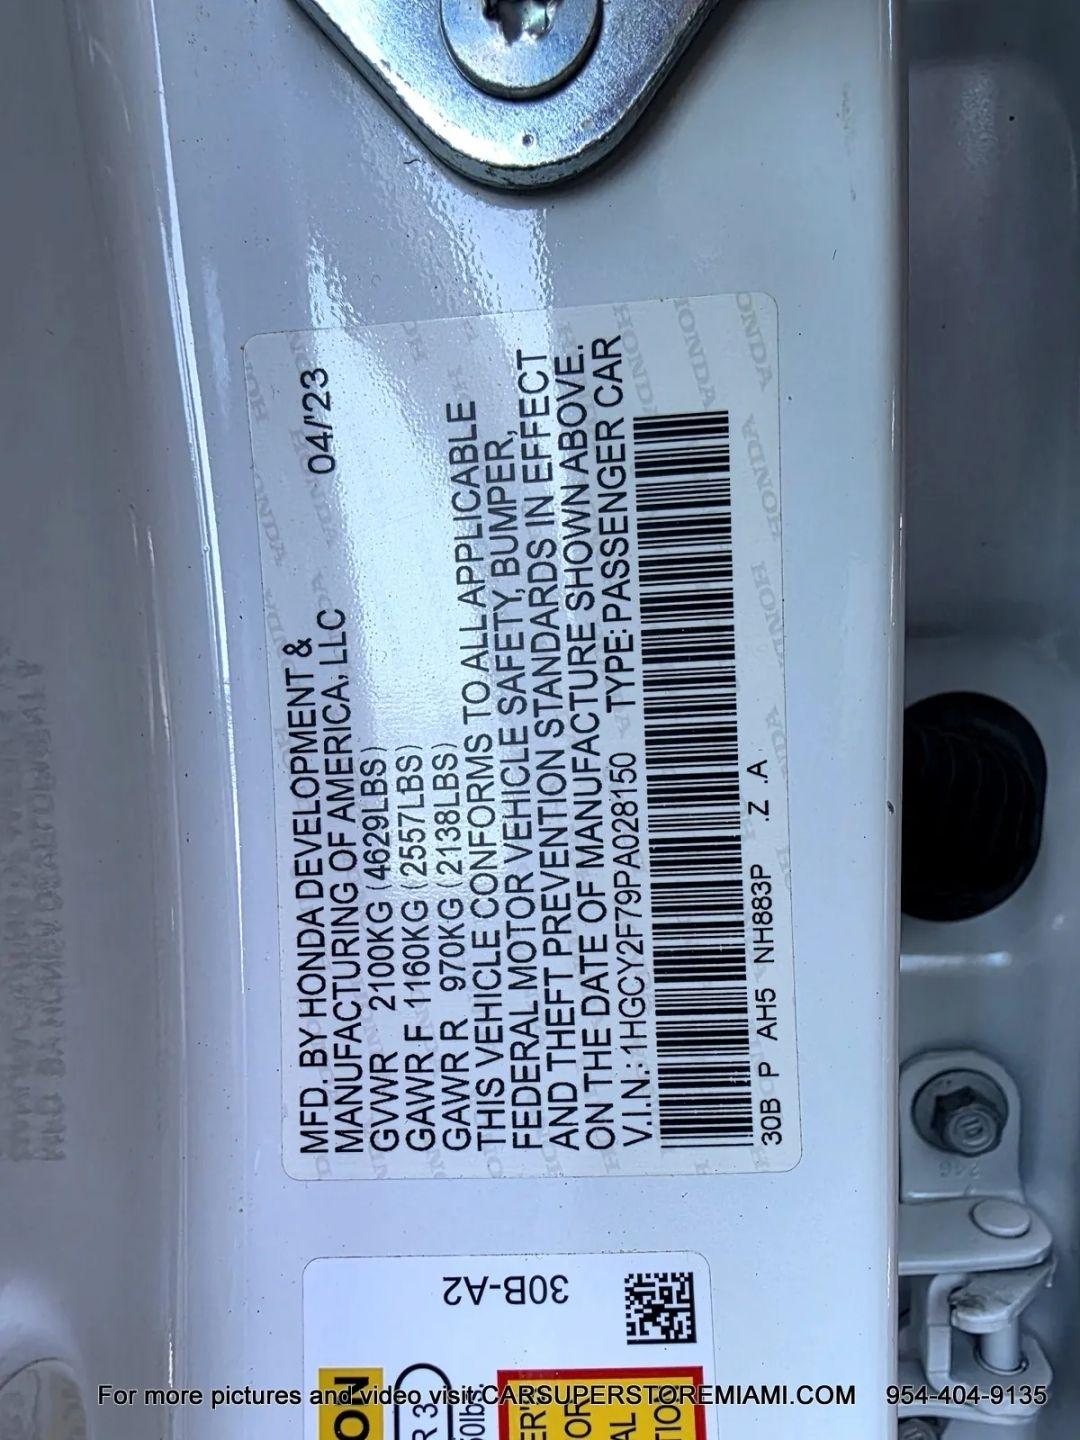 MFD. BY HONDA DEVELOPMENT & 04/'23
MANUFACTURING OF AMERICA, LLC
GVWR 2100KG (4629LBS)
GAWR F 1160KG (2557LBS)
GAWR R 970KG (2138LBS)
THIS VEHICLE CONFORMS TO ALL APPLICABLE
FEDERAL MOTOR VEHICLE SAFETY, BUMPER,
AND THEFT PREVENTION STANDARDS IN EFFECT
ON THE DATE OF MANUFACTURE SHOWN ABOVE.
V.I.N.: 1HGCY2F79PA028150 TYPE: PASSENGER CAR
30B P AH5 NH883P Z .A
30B-A2
For more pictures and video visit:CARSUPERSTOREMIAMI.COM 954-404-9135